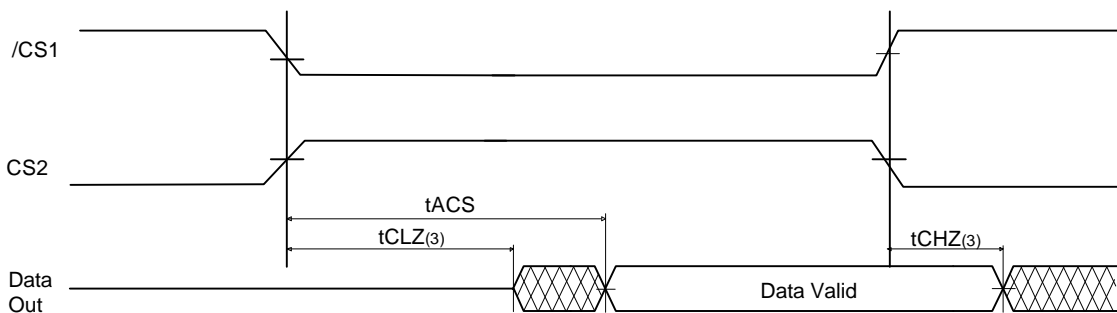 /CS1
CS2
tACS
tCLZ(3)
tCHZ(3)
Data
Out
Data Valid